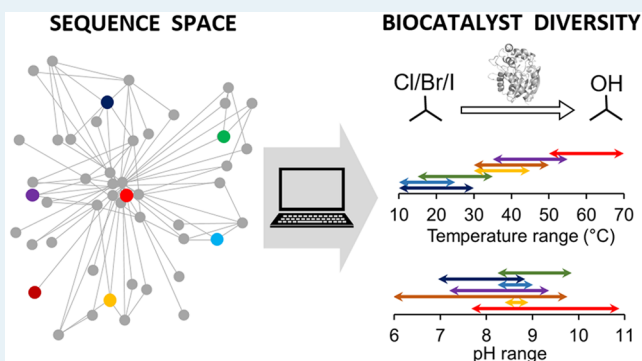 SEQUENCE SPACE
BIOCATALYST DIVERSITY
Cl/Br/I
OH
10 20 30 40 50 60 70
Temperature range (°C)
6 7 8 9 10 11
pH range